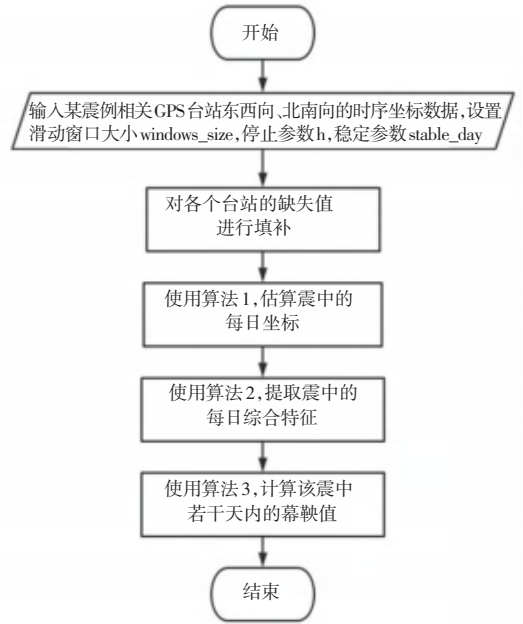 开始
输入某震例相关GPS台站东西向、北南向的时序坐标数据,设置
滑动窗口大小windows_size,停止参数h,稳定参数stable_day
对各个台站的缺失值
进行填补
使用算法1,估算震中的
每日坐标
使用算法2,提取震中的
每日综合特征
使用算法3,计算该震中
若干天内的幂鞅值
结束